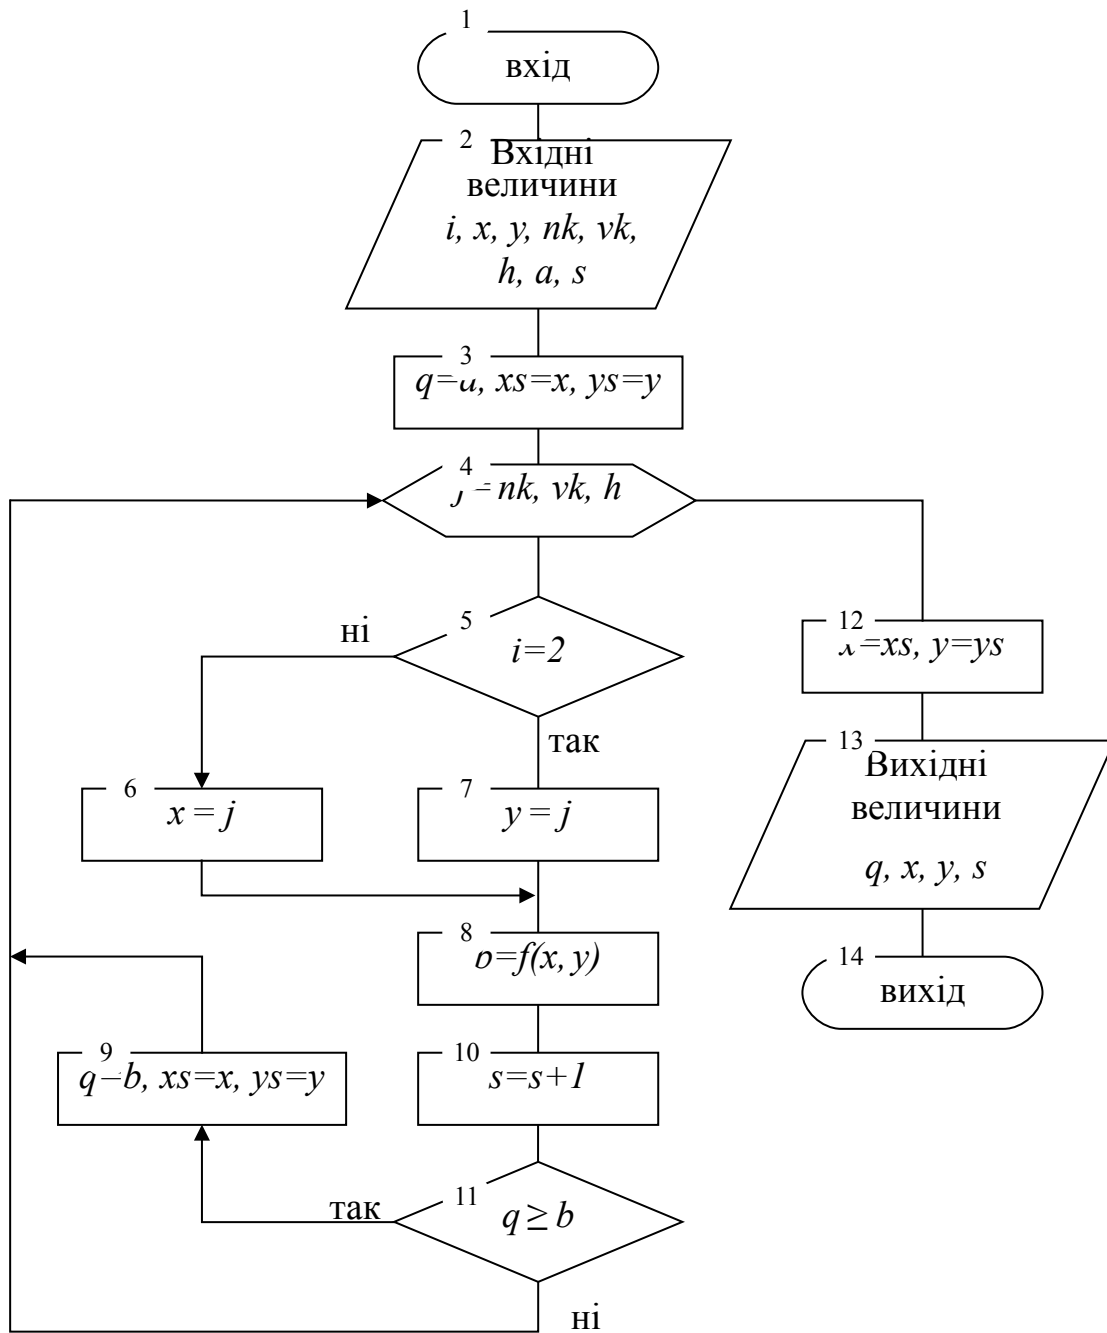 1
вхід
2
Вхідні
величини
i, x, y, nk, vk,
h, a, s
3
q=a, xs=x, ys=y
4
j=nk, vk, h
5
i=2
ні
так
6
x = j
7
y = j
8
b=f(x, y)
9
q=b, xs=x, ys=y
10
s=s+1
11
q ≥ b
так
ні
12
x=xs, y=ys
13
Вихідні
величини
q, x, y, s
14
вихід